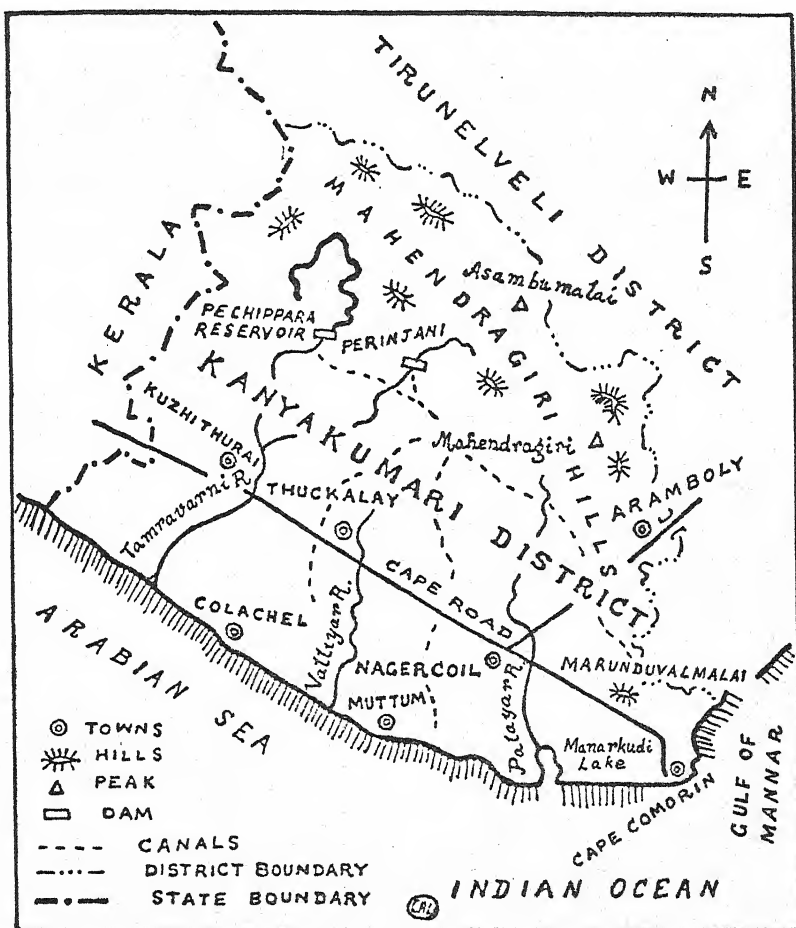 TIRUNELVELI DISTRICT
N
W E
S
MAHENDRAGIRI HILLS
KERALA
Asambumalai
PECHIPPARA
RESERVOIR
PERINJANI
KANYAKUMARI DISTRICT
KUZHITHURAI
Mahendragiri
ARAMBOLY
Tamravarni R.
THUCKALAY
CAPE ROAD
COLACHEL
Valliyar R.
NAGERCOIL
Palayar R.
MARUNDUVALMALAI
ARABIAN SEA
MUTTUM
Manarkudi
Lake
CAPE COMORIN
GULF OF
MANNAR
TOWNS
HILLS
PEAK
DAM
CANALS
DISTRICT BOUNDARY
STATE BOUNDARY
LAL
INDIAN OCEAN